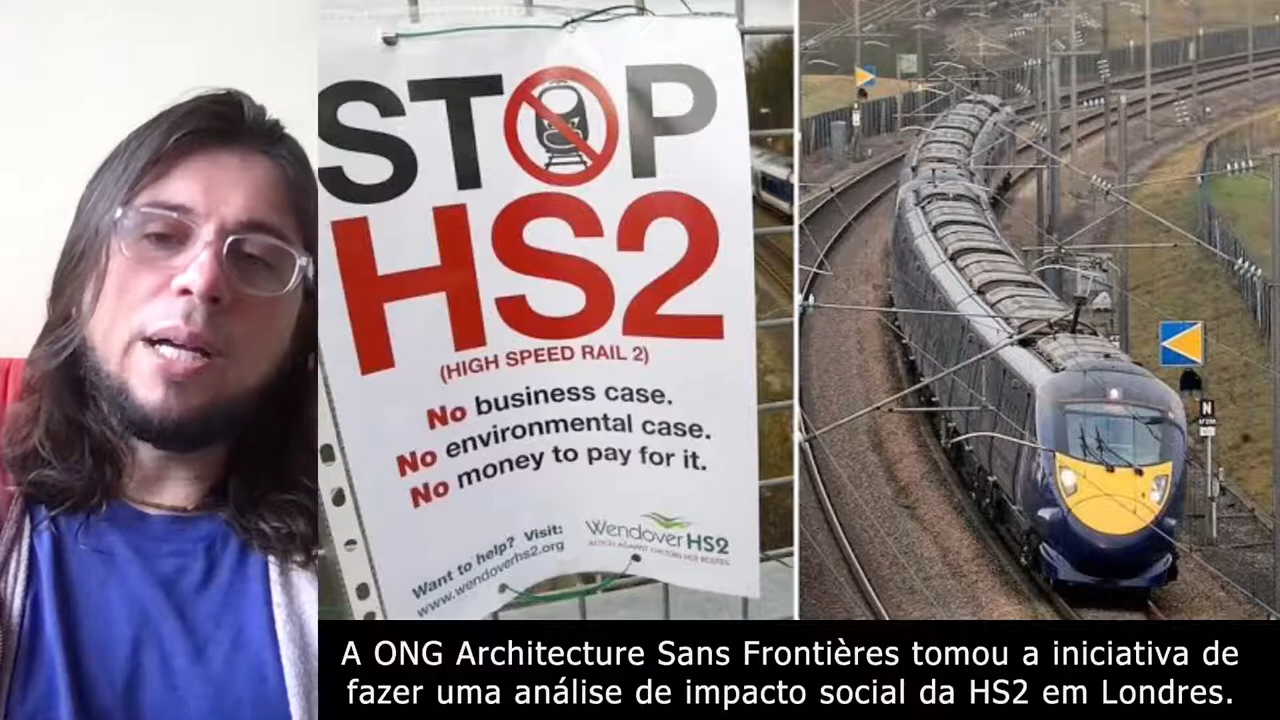 STOP
HS2
(HIGH SPEED RAIL 2)
No business case.
No environmental case.
No money to pay for it.
Want to help? Visit:
www.wendoverhs2.org
Wendover HS2
N
A ONG Architecture Sans Frontières tomou a iniciativa de
fazer uma análise de impacto social da HS2 em Londres.